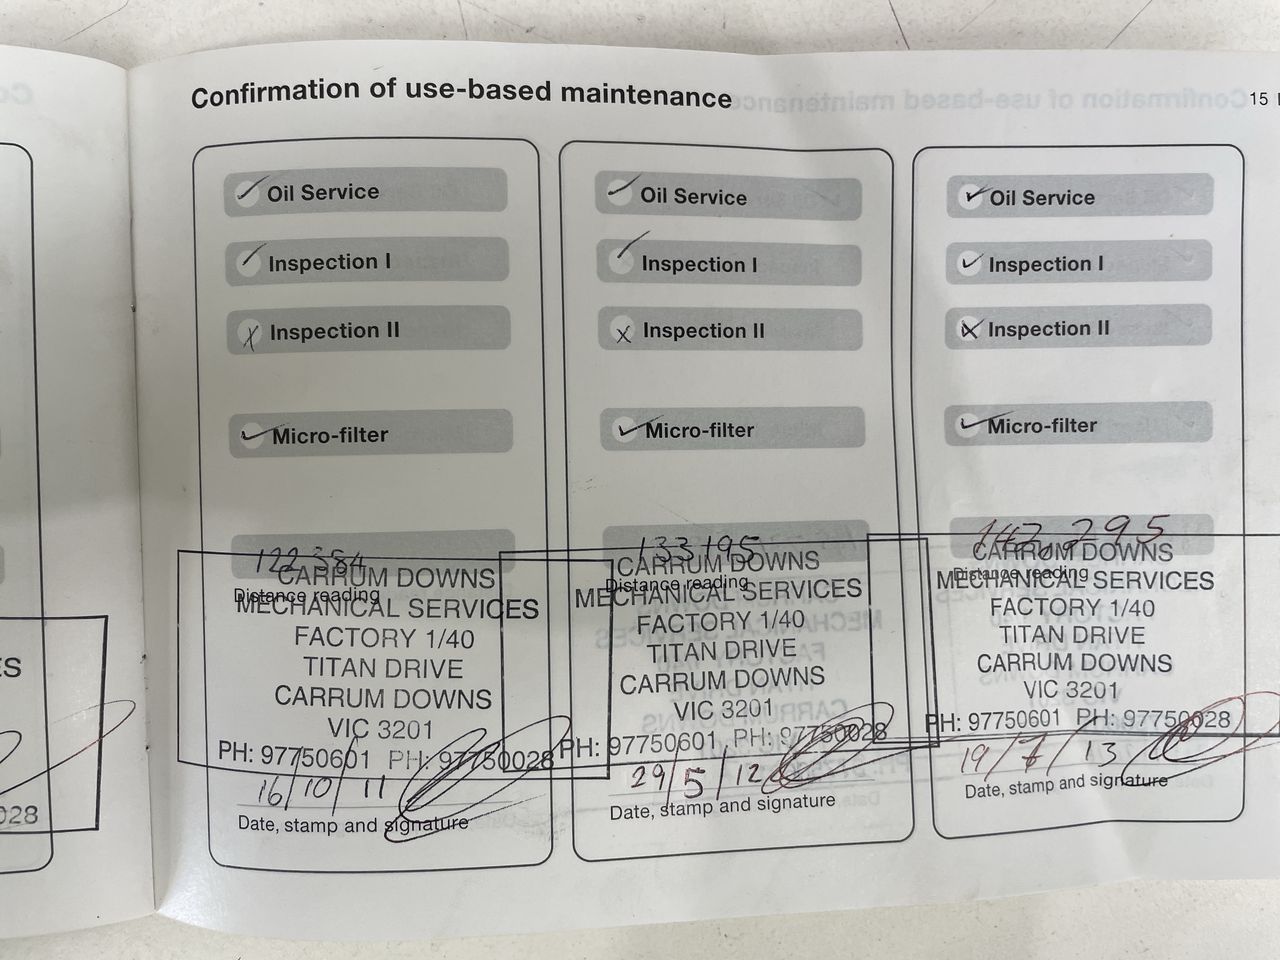 Confirmation of use-based maintenance
15
Oil Service
Inspection I
Inspection II
Micro-filter
122 384
Distance reading
CARRUM DOWNS
MECHANICAL SERVICES
FACTORY 1/40
TITAN DRIVE
CARRUM DOWNS
VIC 3201
PH: 97750601 PH: 97750028
16/10/11
Date, stamp and signature
Oil Service
Inspection I
Inspection II
Micro-filter
133195
Distance reading
CARRUM DOWNS
MECHANICAL SERVICES
FACTORY 1/40
TITAN DRIVE
CARRUM DOWNS
VIC 3201
PH: 97750601 PH: 97750028
29/5/12
Date, stamp and signature
Oil Service
Inspection I
Inspection II
Micro-filter
142,295
Distance reading
CARRUM DOWNS
MECHANICAL SERVICES
FACTORY 1/40
TITAN DRIVE
CARRUM DOWNS
VIC 3201
PH: 97750601 PH: 97750028
19/7/13
Date, stamp and signature